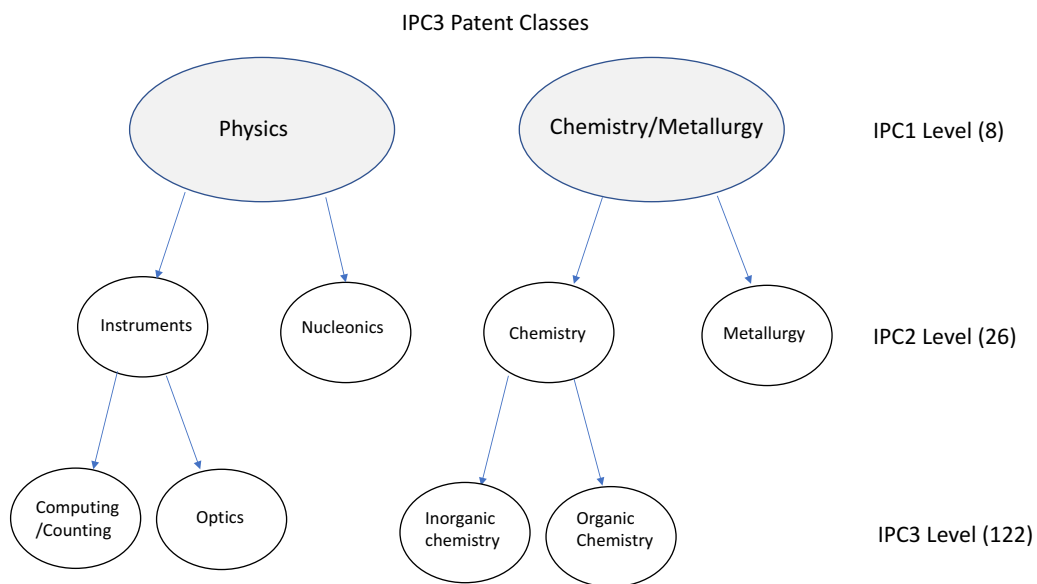 IPC3 Patent Classes
Physics
Chemistry/Metallurgy
IPC1 Level (8)
Instruments
Nucleonics
Chemistry
Metallurgy
IPC2 Level (26)
Computing
/Counting
Optics
Inorganic
chemistry
Organic
Chemistry
IPC3 Level (122)